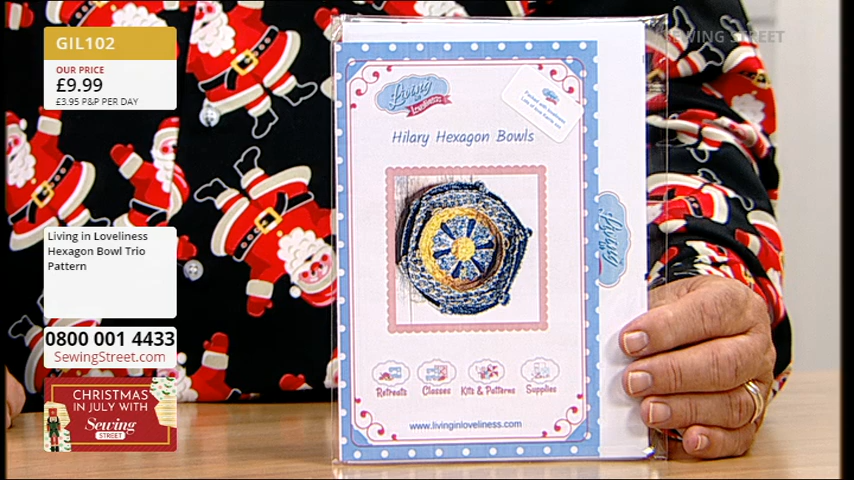 GIL102
OUR PRICE
£9.99
£3.95 P&P PER DAY
Living in Loveliness
Hexagon Bowl Trio
Pattern
0800 001 4433
SewingStreet.com
CHRISTMAS
IN JULY WITH
Sewing
STREET
SEWING STREET
Living
in
Loveliness
Hilary Hexagon Bowls
Retreats
Classes
Kits & Patterns
Supplies
www.livinginloveliness.com
Living